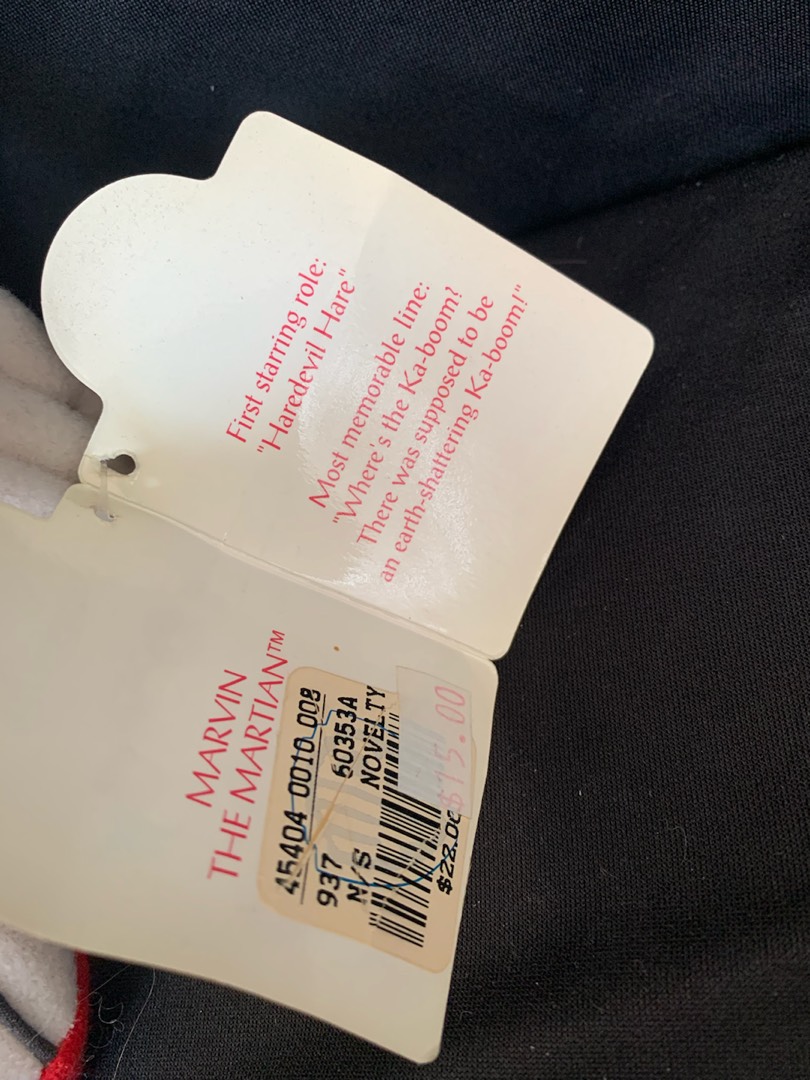 First starring role:
"Haredevil Hare"
Most memorable line:
"Where's the Ka-boom?
There was supposed to be
an earth-shattering Ka-boom!"
MARVIN
THE MARTIAN™
45404 0010 008
937 60353A
N/S NOVELTY
$28.00
$15.00